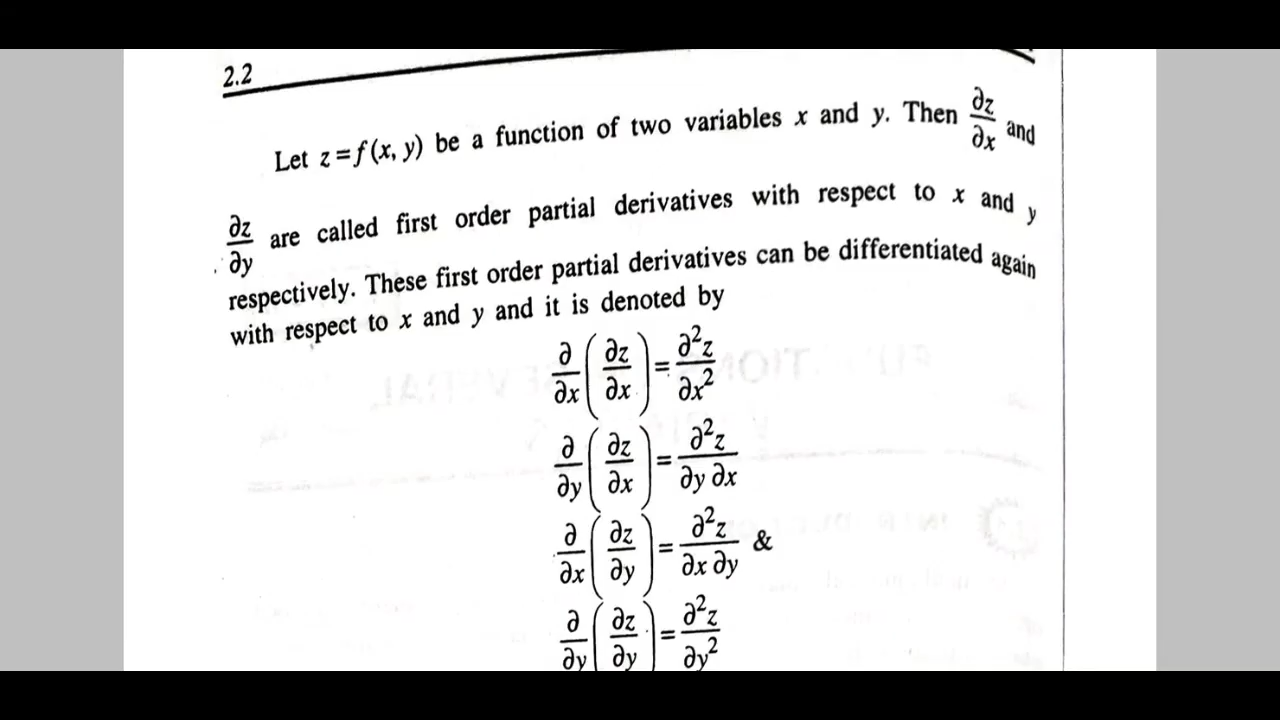 2.2
Let z = f (x, y) be a function of two variables x and y. Then ∂z/∂x and
∂z/∂y are called first order partial derivatives with respect to x and y
respectively. These first order partial derivatives can be differentiated again
with respect to x and y and it is denoted by
∂/∂x (∂z/∂x) = ∂²z/∂x²
∂/∂y (∂z/∂x) = ∂²z/∂y ∂x
∂/∂x (∂z/∂y) = ∂²z/∂x ∂y &
∂/∂y (∂z/∂y) = ∂²z/∂y²